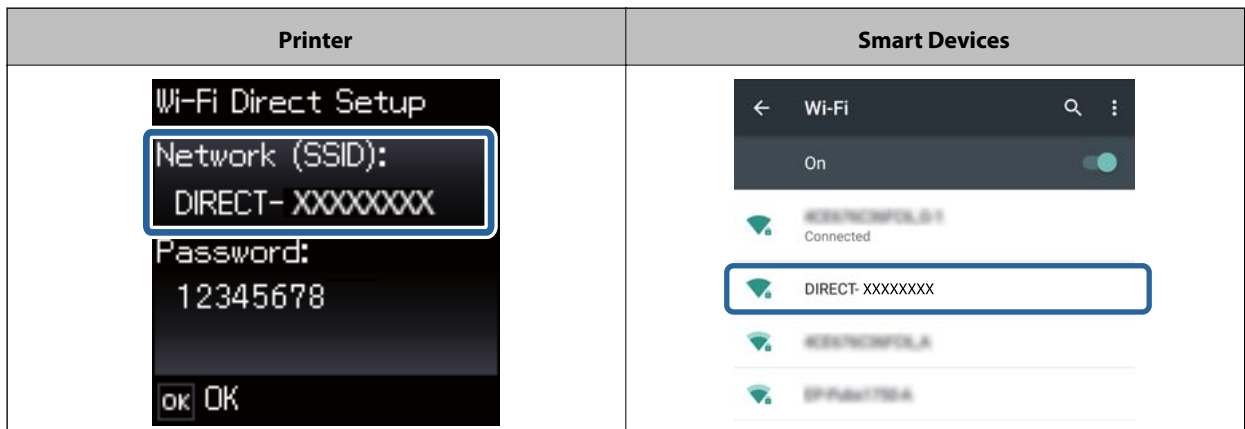 Printer
Smart Devices
Wi-Fi Direct Setup
Network (SSID):
DIRECT- XXXXXXXX
Password:
12345678
OK OK
Wi-Fi
On
Connected
DIRECT- XXXXXXXX